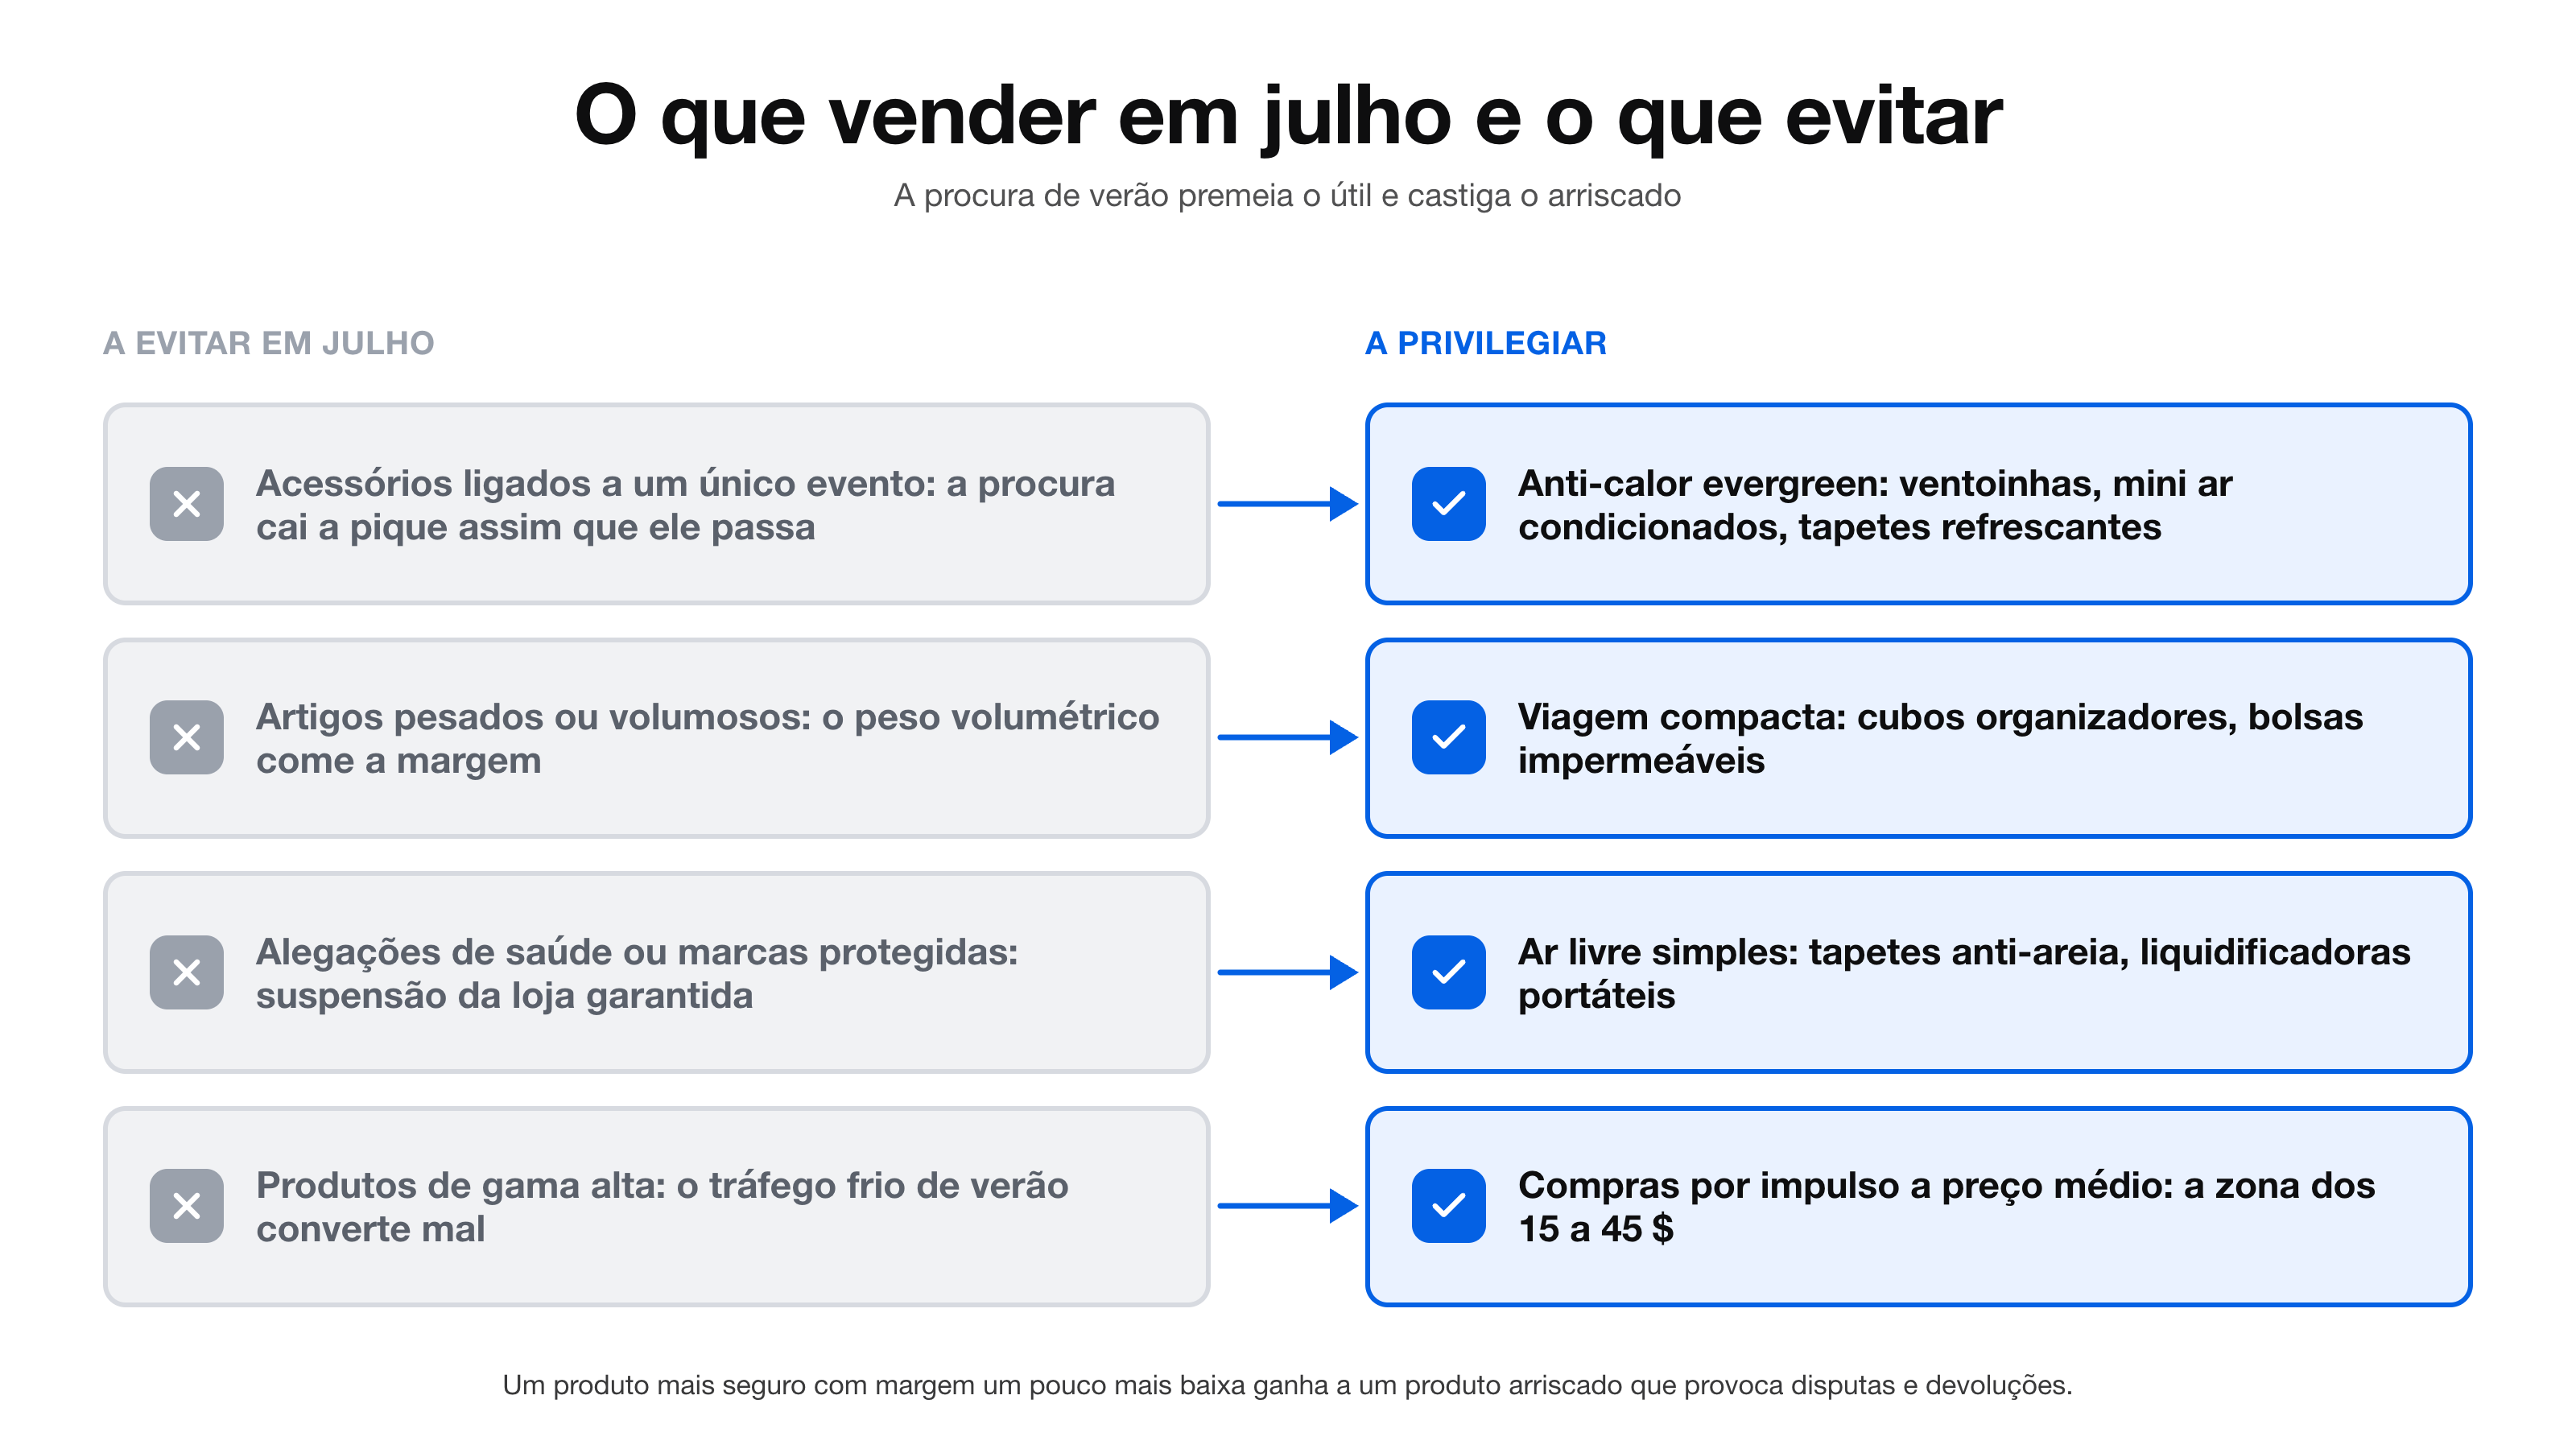 O que vender em julho e o que evitar
A procura de verão premeia o útil e castiga o arriscado
A EVITAR EM JULHO
A PRIVILEGIAR
Acessórios ligados a um único evento: a procura
cai a pique assim que ele passa
Anti-calor evergreen: ventoinhas, mini ar
condicionados, tapetes refrescantes
Artigos pesados ou volumosos: o peso volumétrico
come a margem
Viagem compacta: cubos organizadores, bolsas
impermeáveis
Alegações de saúde ou marcas protegidas:
suspensão da loja garantida
Ar livre simples: tapetes anti-areia, liquidificadoras
portáteis
Produtos de gama alta: o tráfego frio de verão
converte mal
Compras por impulso a preço médio: a zona dos
15 a 45 $
Um produto mais seguro com margem um pouco mais baixa ganha a um produto arriscado que provoca disputas e devoluções.